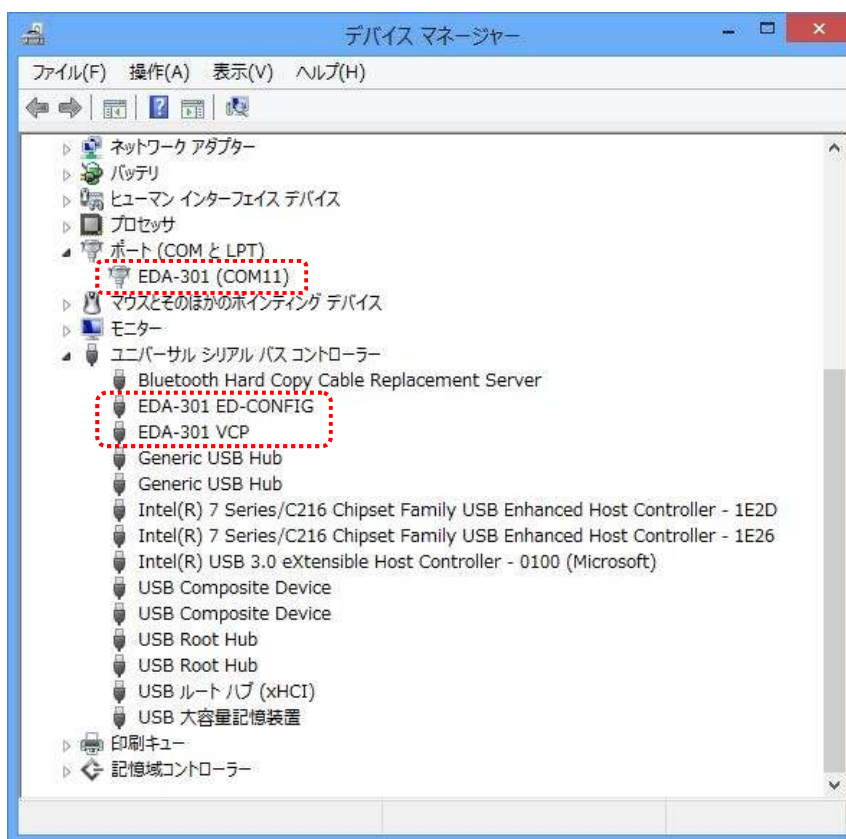 デバイス マネージャー
ファイル(F) 操作(A) 表示(V) ヘルプ(H)
ネットワーク アダプター
バッテリ
ヒューマン インターフェイス デバイス
プロセッサ
ポート (COM と LPT)
EDA-301 (COM11)
マウスとそのほかのポインティング デバイス
モニター
ユニバーサル シリアル バス コントローラー
Bluetooth Hard Copy Cable Replacement Server
EDA-301 ED-CONFIG
EDA-301 VCP
Generic USB Hub
Generic USB Hub
Intel(R) 7 Series/C216 Chipset Family USB Enhanced Host Controller - 1E2D
Intel(R) 7 Series/C216 Chipset Family USB Enhanced Host Controller - 1E26
Intel(R) USB 3.0 eXtensible Host Controller - 0100 (Microsoft)
USB Composite Device
USB Composite Device
USB Root Hub
USB Root Hub
USB ルート ハブ (xHCI)
USB 大容量記憶装置
印刷キュー
記憶域コントローラー